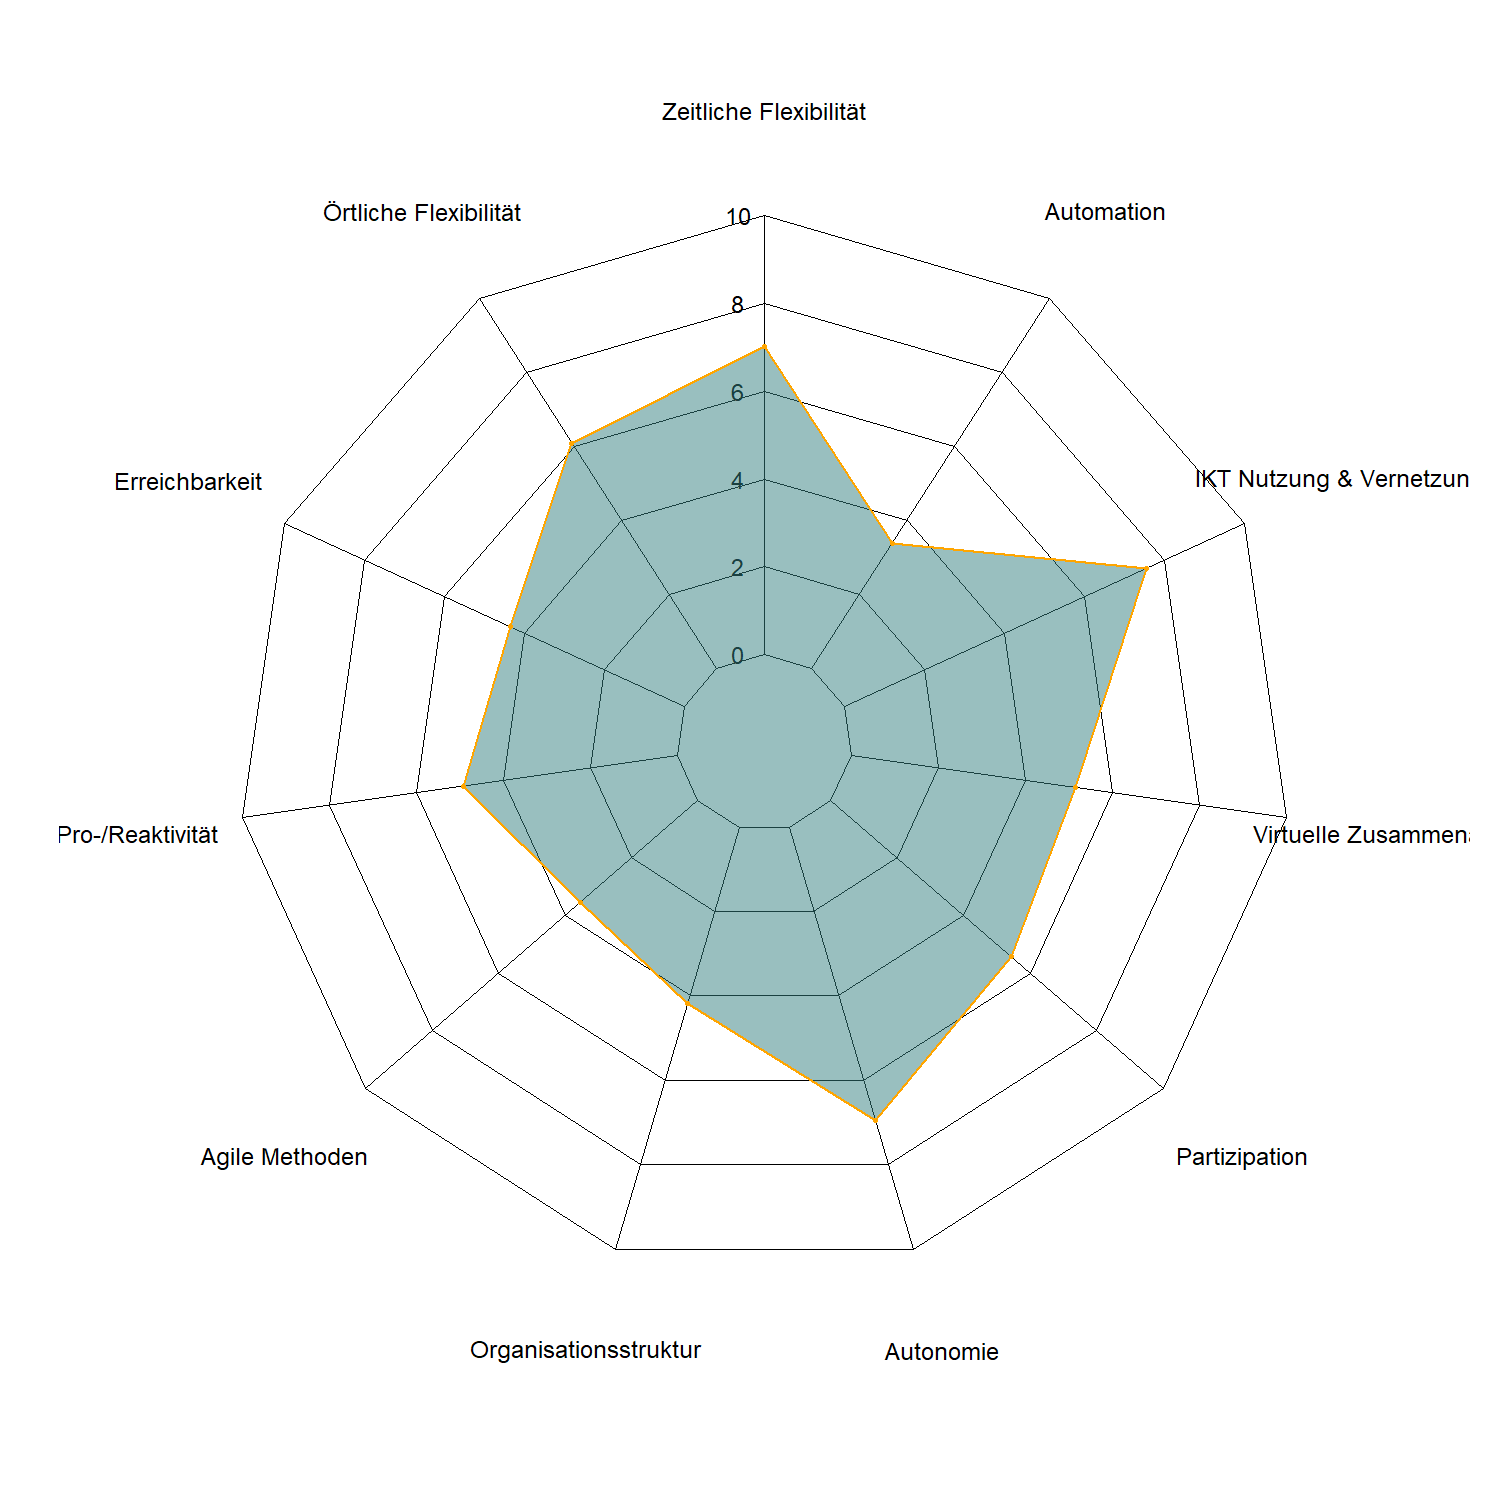 Zeitliche Flexibilität
Örtliche Flexibilität
Automation
10
8
6
4
2
0
Erreichbarkeit
IKT Nutzung & Vernetzun
Pro-/Reaktivität
Virtuelle Zusammena
Agile Methoden
Partizipation
Organisationsstruktur
Autonomie